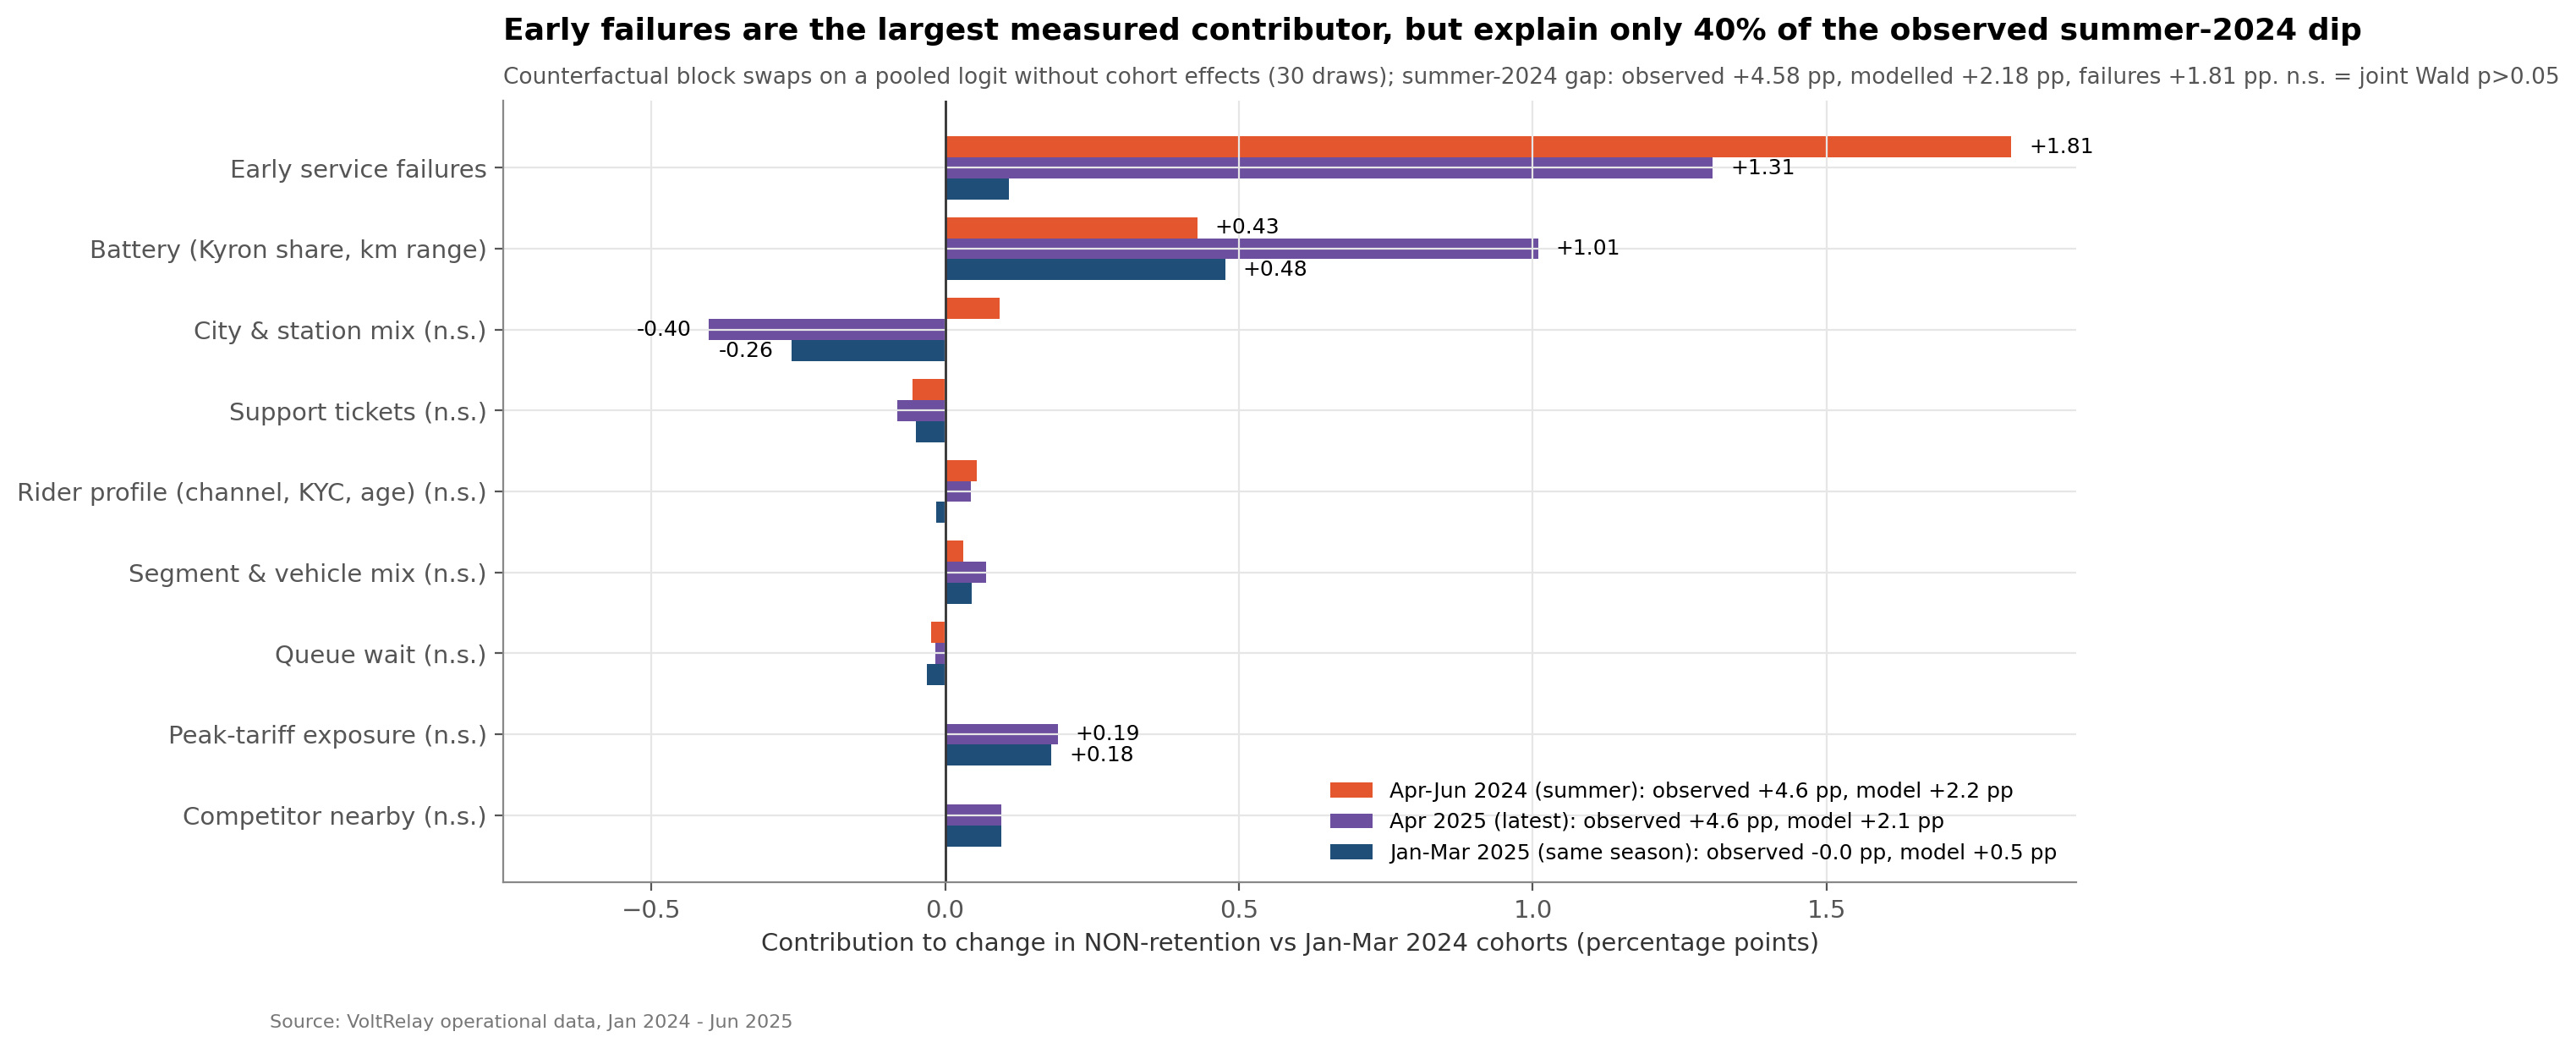 Early failures are the largest measured contributor, but explain only 40% of the observed summer-2024 dip
Counterfactual block swaps on a pooled logit without cohort effects (30 draws); summer-2024 gap: observed +4.58 pp, modelled +2.18 pp, failures +1.81 pp. n.s. = joint Wald p>0.05
Early service failures
+1.81
+1.31
Battery (Kyron share, km range)
+0.43
+1.01
+0.48
City & station mix (n.s.)
-0.40
-0.26
Support tickets (n.s.)
Rider profile (channel, KYC, age) (n.s.)
Segment & vehicle mix (n.s.)
Queue wait (n.s.)
Peak-tariff exposure (n.s.)
+0.19
+0.18
Competitor nearby (n.s.)
Apr-Jun 2024 (summer): observed +4.6 pp, model +2.2 pp
Apr 2025 (latest): observed +4.6 pp, model +2.1 pp
Jan-Mar 2025 (same season): observed -0.0 pp, model +0.5 pp
−0.5 0.0 0.5 1.0 1.5
Contribution to change in NON-retention vs Jan-Mar 2024 cohorts (percentage points)
Source: VoltRelay operational data, Jan 2024 - Jun 2025